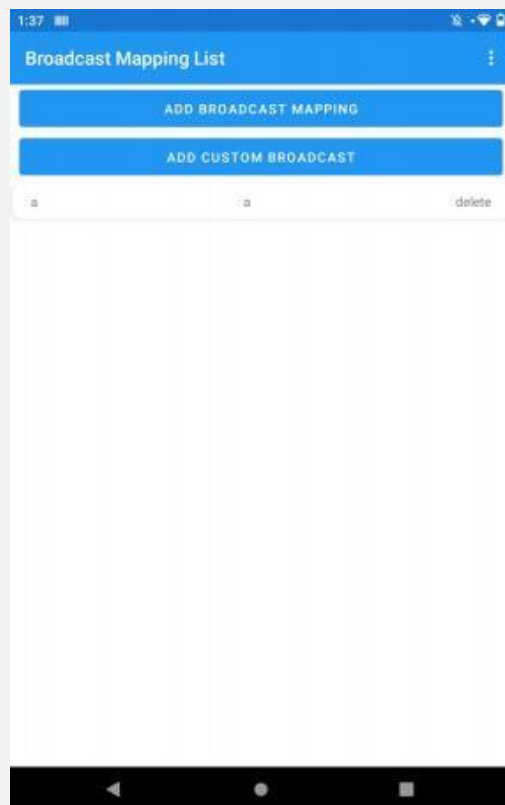 1:37
Broadcast Mapping List
ADD BROADCAST MAPPING
ADD CUSTOM BROADCAST
a a delete